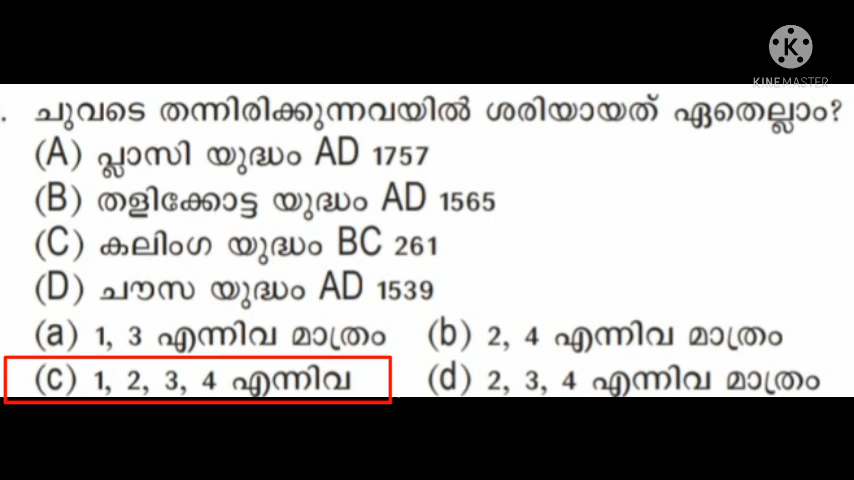 K
KINEMASTER
. ചുവടെ തന്നിരിക്കുന്നവയിൽ ശരിയായത് ഏതെല്ലാം?
(A) പ്ലാസി യുദ്ധം AD 1757
(B) തളിക്കോട്ട യുദ്ധം AD 1565
(C) കലിംഗ യുദ്ധം BC 261
(D) ചൗസ യുദ്ധം AD 1539
(a) 1, 3 എന്നിവ മാത്രം (b) 2, 4 എന്നിവ മാത്രം
(c) 1, 2, 3, 4 എന്നിവ (d) 2, 3, 4 എന്നിവ മാത്രം